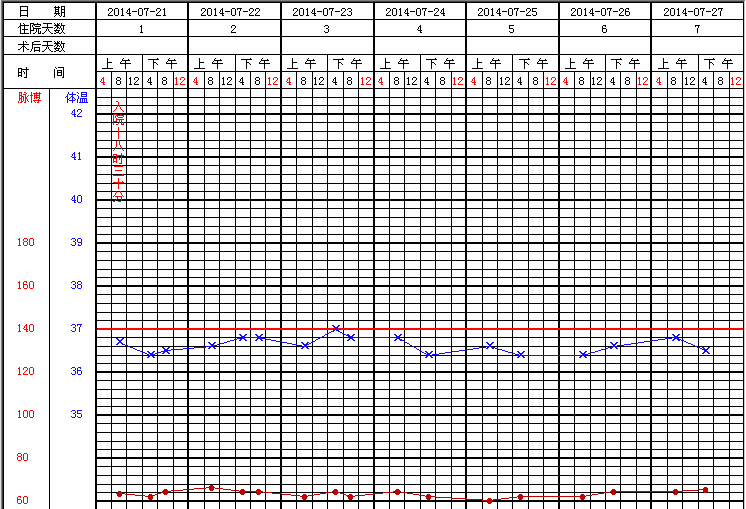 日 期 2014-07-21 2014-07-22 2014-07-23 2014-07-24 2014-07-25 2014-07-26 2014-07-27
住院天数 1 2 3 4 5 6 7
术后天数
时 间 上 午 下 午 上 午 下 午 上 午 下 午 上 午 下 午 上 午 下 午 上 午 下 午 上 午 下 午
4 8 12 4 8 12 4 8 12 4 8 12 4 8 12 4 8 12 4 8 12 4 8 12 4 8 12 4 8 12 4 8 12 4 8 12 4 8 12 4 8 12
脉博 体温
入院—八时三十分
42
41
40
180 39
160 38
140 37
120 36
100 35
80
60